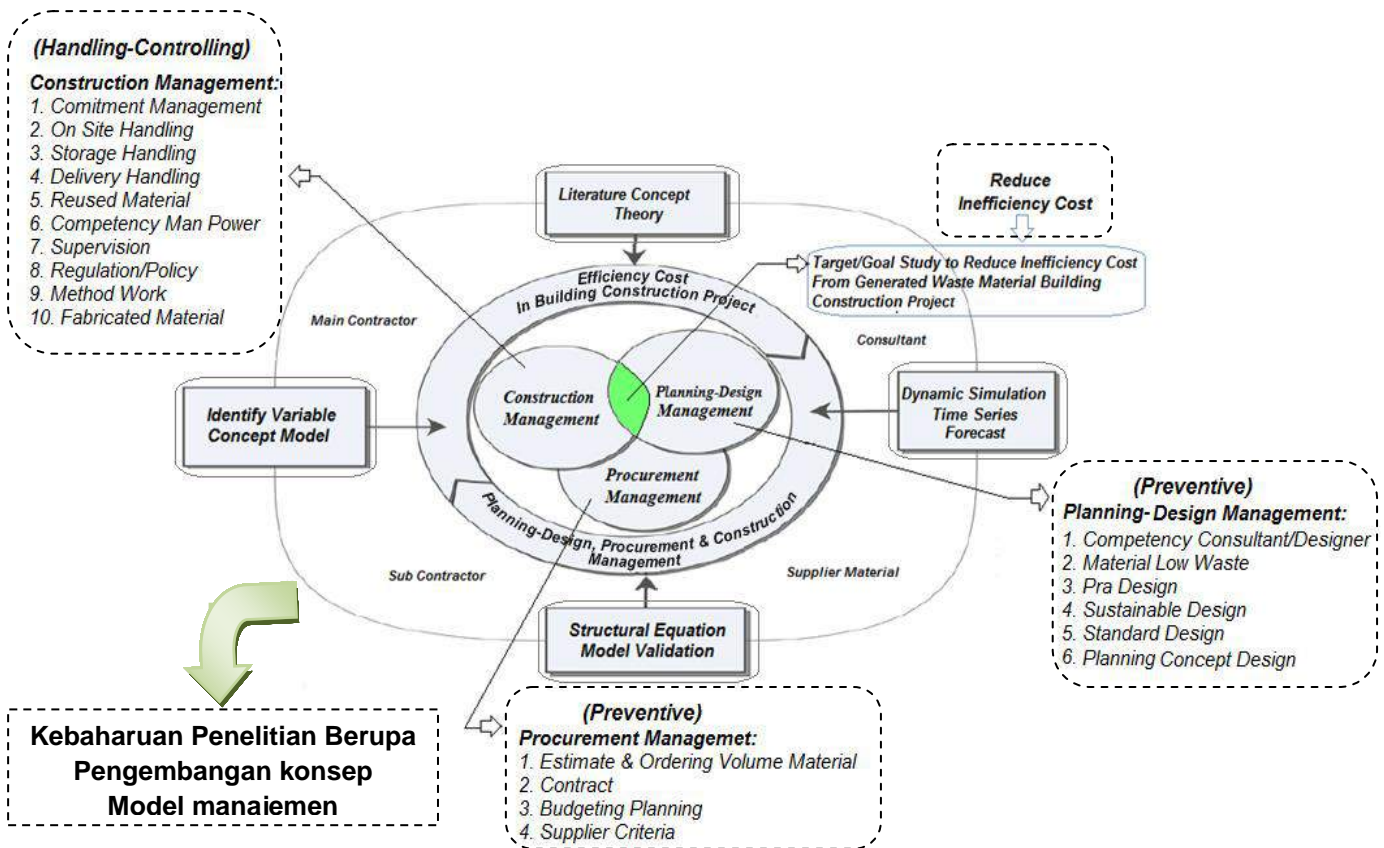 (Handling-Controlling)
Construction Management:
1. Comitment Management
2. On Site Handling
3. Storage Handling
4. Delivery Handling
5. Reused Material
6. Competency Man Power
7. Supervision
8. Regulation/Policy
9. Method Work
10. Fabricated Material
Literature Concept
Theory
Reduce
Inefficiency Cost
Target/Goal Study to Reduce Inefficiency Cost
From Generated Waste Material Building
Construction Project
Main Contractor
Consultant
Efficiency Cost
In Building Construction Project
Identify Variable
Concept Model
Construction
Management
Planning-Design
Management
Procurement
Management
Dynamic Simulation
Time Series
Forecast
Planning-Design, Procurement & Construction
Management
Sub Contractor
Supplier Material
Structural Equation
Model Validation
(Preventive)
Planning-Design Management:
1. Competency Consultant/Designer
2. Material Low Waste
3. Pra Design
4. Sustainable Design
5. Standard Design
6. Planning Concept Design
Kebaharuan Penelitian Berupa
Pengembangan konsep
Model manaiemen
(Preventive)
Procurement Managemet:
1. Estimate & Ordering Volume Material
2. Contract
3. Budgeting Planning
4. Supplier Criteria